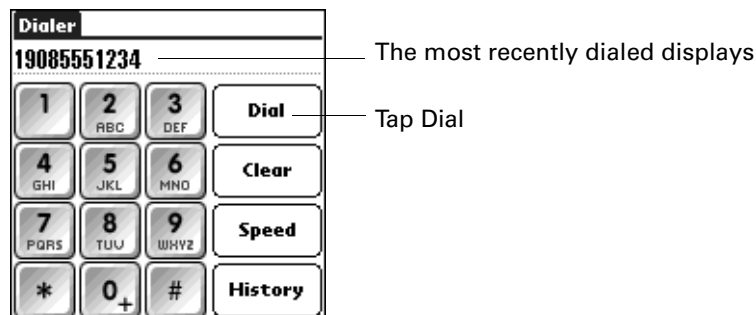 Dialer
19085551234
The most recently dialed displays
1 2 3 Dial
ABC DEF
Tap Dial
4 5 6 Clear
GHI JKL MNO
7 8 9 Speed
PQRS TUV WXYZ
* 0 # History
+